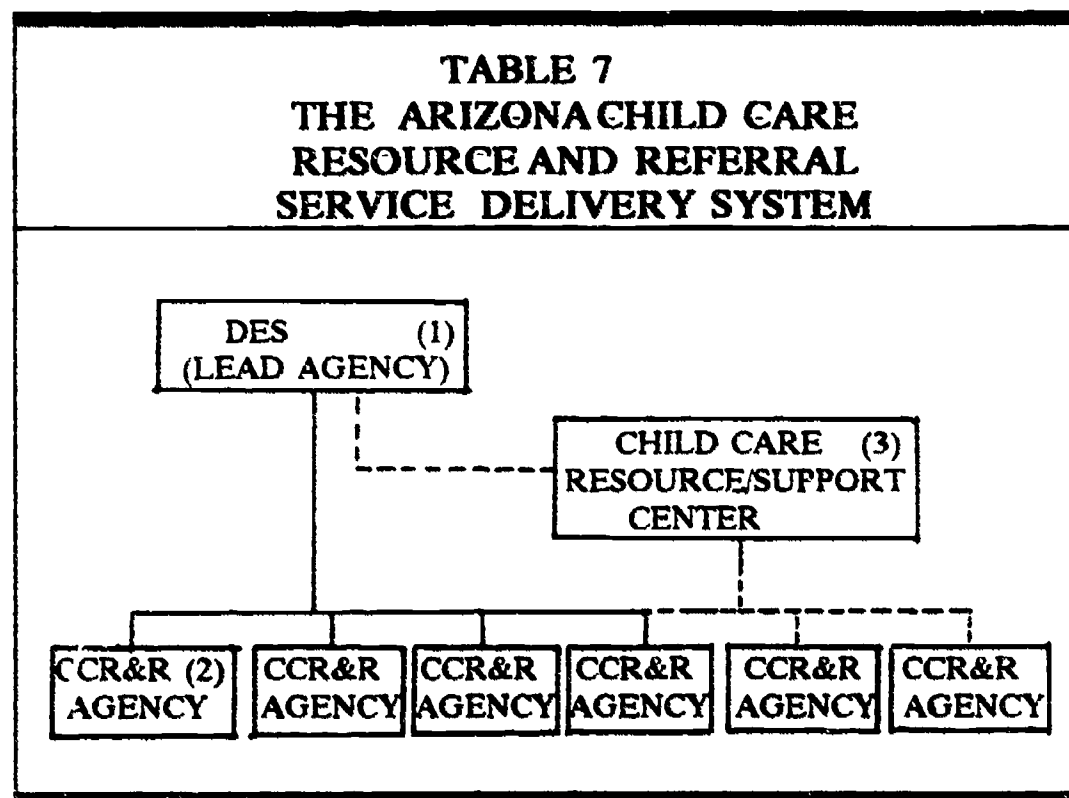 TABLE 7
THE ARIZONA CHILD CARE
RESOURCE AND REFERRAL
SERVICE DELIVERY SYSTEM
DES (1)
(LEAD AGENCY)
CHILD CARE (3)
RESOURCE/SUPPORT
CENTER
CCR&R (2)
AGENCY
CCR&R
AGENCY
CCR&R
AGENCY
CCR&R
AGENCY
CCR&R
AGENCY
CCR&R
AGENCY